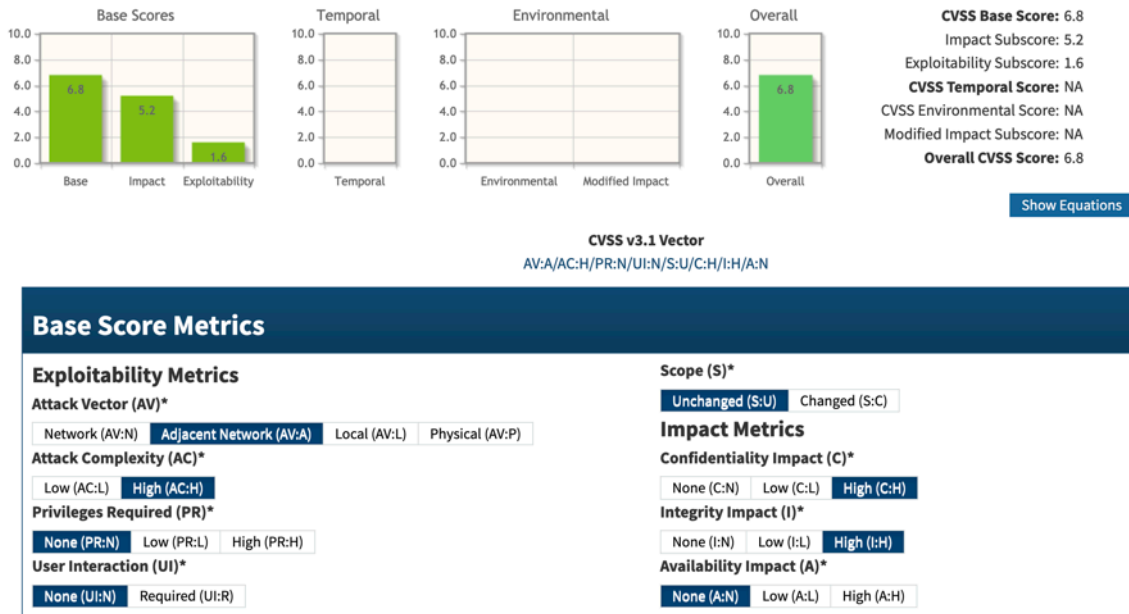 Base Scores
10.0
8.0
6.0
4.0
2.0
0.0
6.8
5.2
1.6
Base Impact Exploitability
Temporal
10.0
8.0
6.0
4.0
2.0
0.0
Temporal
Environmental
10.0
8.0
6.0
4.0
2.0
0.0
Environmental Modified Impact
Overall
10.0
8.0
6.0
4.0
2.0
0.0
6.8
Overall
CVSS Base Score: 6.8
Impact Subscore: 5.2
Exploitability Subscore: 1.6
CVSS Temporal Score: NA
CVSS Environmental Score: NA
Modified Impact Subscore: NA
Overall CVSS Score: 6.8
Show Equations
CVSS v3.1 Vector
AV:A/AC:H/PR:N/UI:N/S:U/C:H/I:H/A:N
Base Score Metrics
Exploitability Metrics
Attack Vector (AV)*
Network (AV:N) Adjacent Network (AV:A) Local (AV:L) Physical (AV:P)
Attack Complexity (AC)*
Low (AC:L) High (AC:H)
Privileges Required (PR)*
None (PR:N) Low (PR:L) High (PR:H)
User Interaction (UI)*
None (UI:N) Required (UI:R)
Scope (S)*
Unchanged (S:U) Changed (S:C)
Impact Metrics
Confidentiality Impact (C)*
None (C:N) Low (C:L) High (C:H)
Integrity Impact (I)*
None (I:N) Low (I:L) High (I:H)
Availability Impact (A)*
None (A:N) Low (A:L) High (A:H)